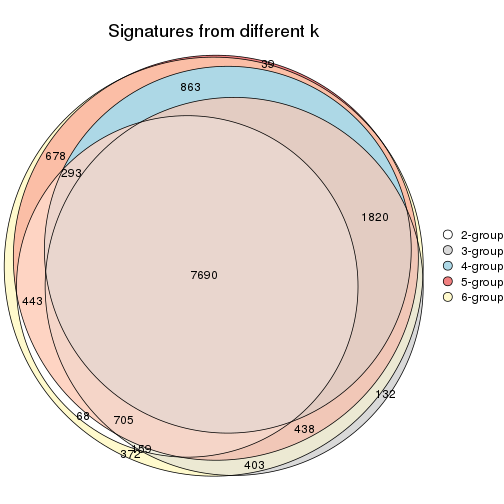 Signatures from different k
39
863
678
293
1820
7690
443
132
68
705
438
159
372
403
2-group
3-group
4-group
5-group
6-group